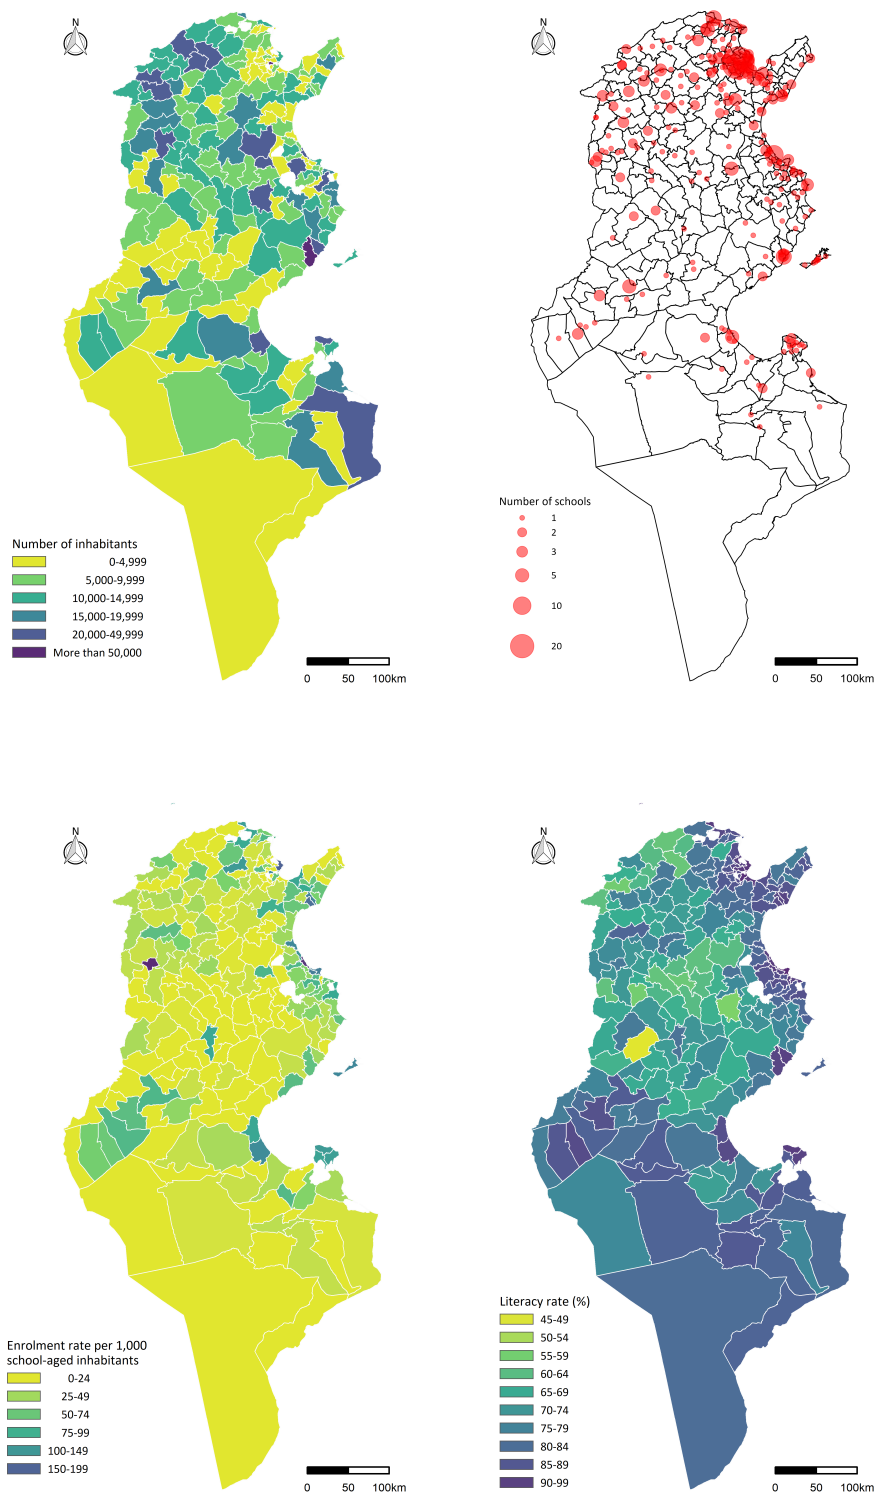 N
Number of inhabitants
0-4,999
5,000-9,999
10,000-14,999
15,000-19,999
20,000-49,999
More than 50,000
0 50 100km
N
Number of schools
1
2
3
5
10
20
0 50 100km
N
Enrolment rate per 1,000
school-aged inhabitants
0-24
25-49
50-74
75-99
100-149
150-199
0 50 100km
N
Literacy rate (%)
45-49
50-54
55-59
60-64
65-69
70-74
75-79
80-84
85-89
90-99
0 50 100km